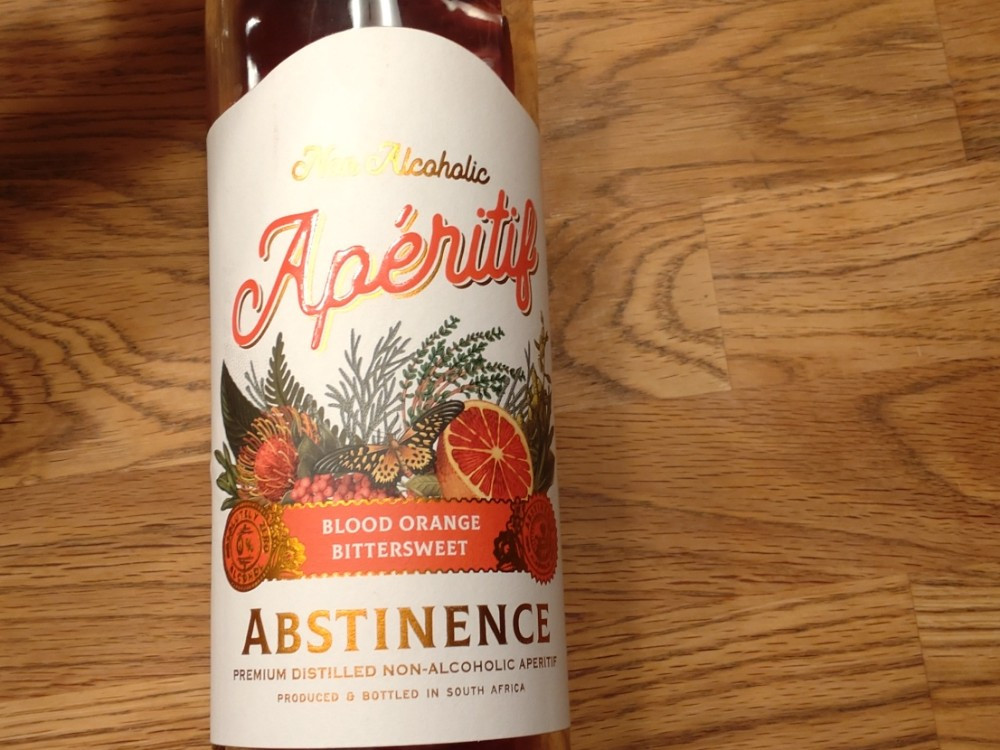 Non Alcoholic
Apéritif
BLOOD ORANGE
BITTERSWEET
ABSTINENCE
PREMIUM DISTILLED NON-ALCOHOLIC APERITIF
PRODUCED & BOTTLED IN SOUTH AFRICA